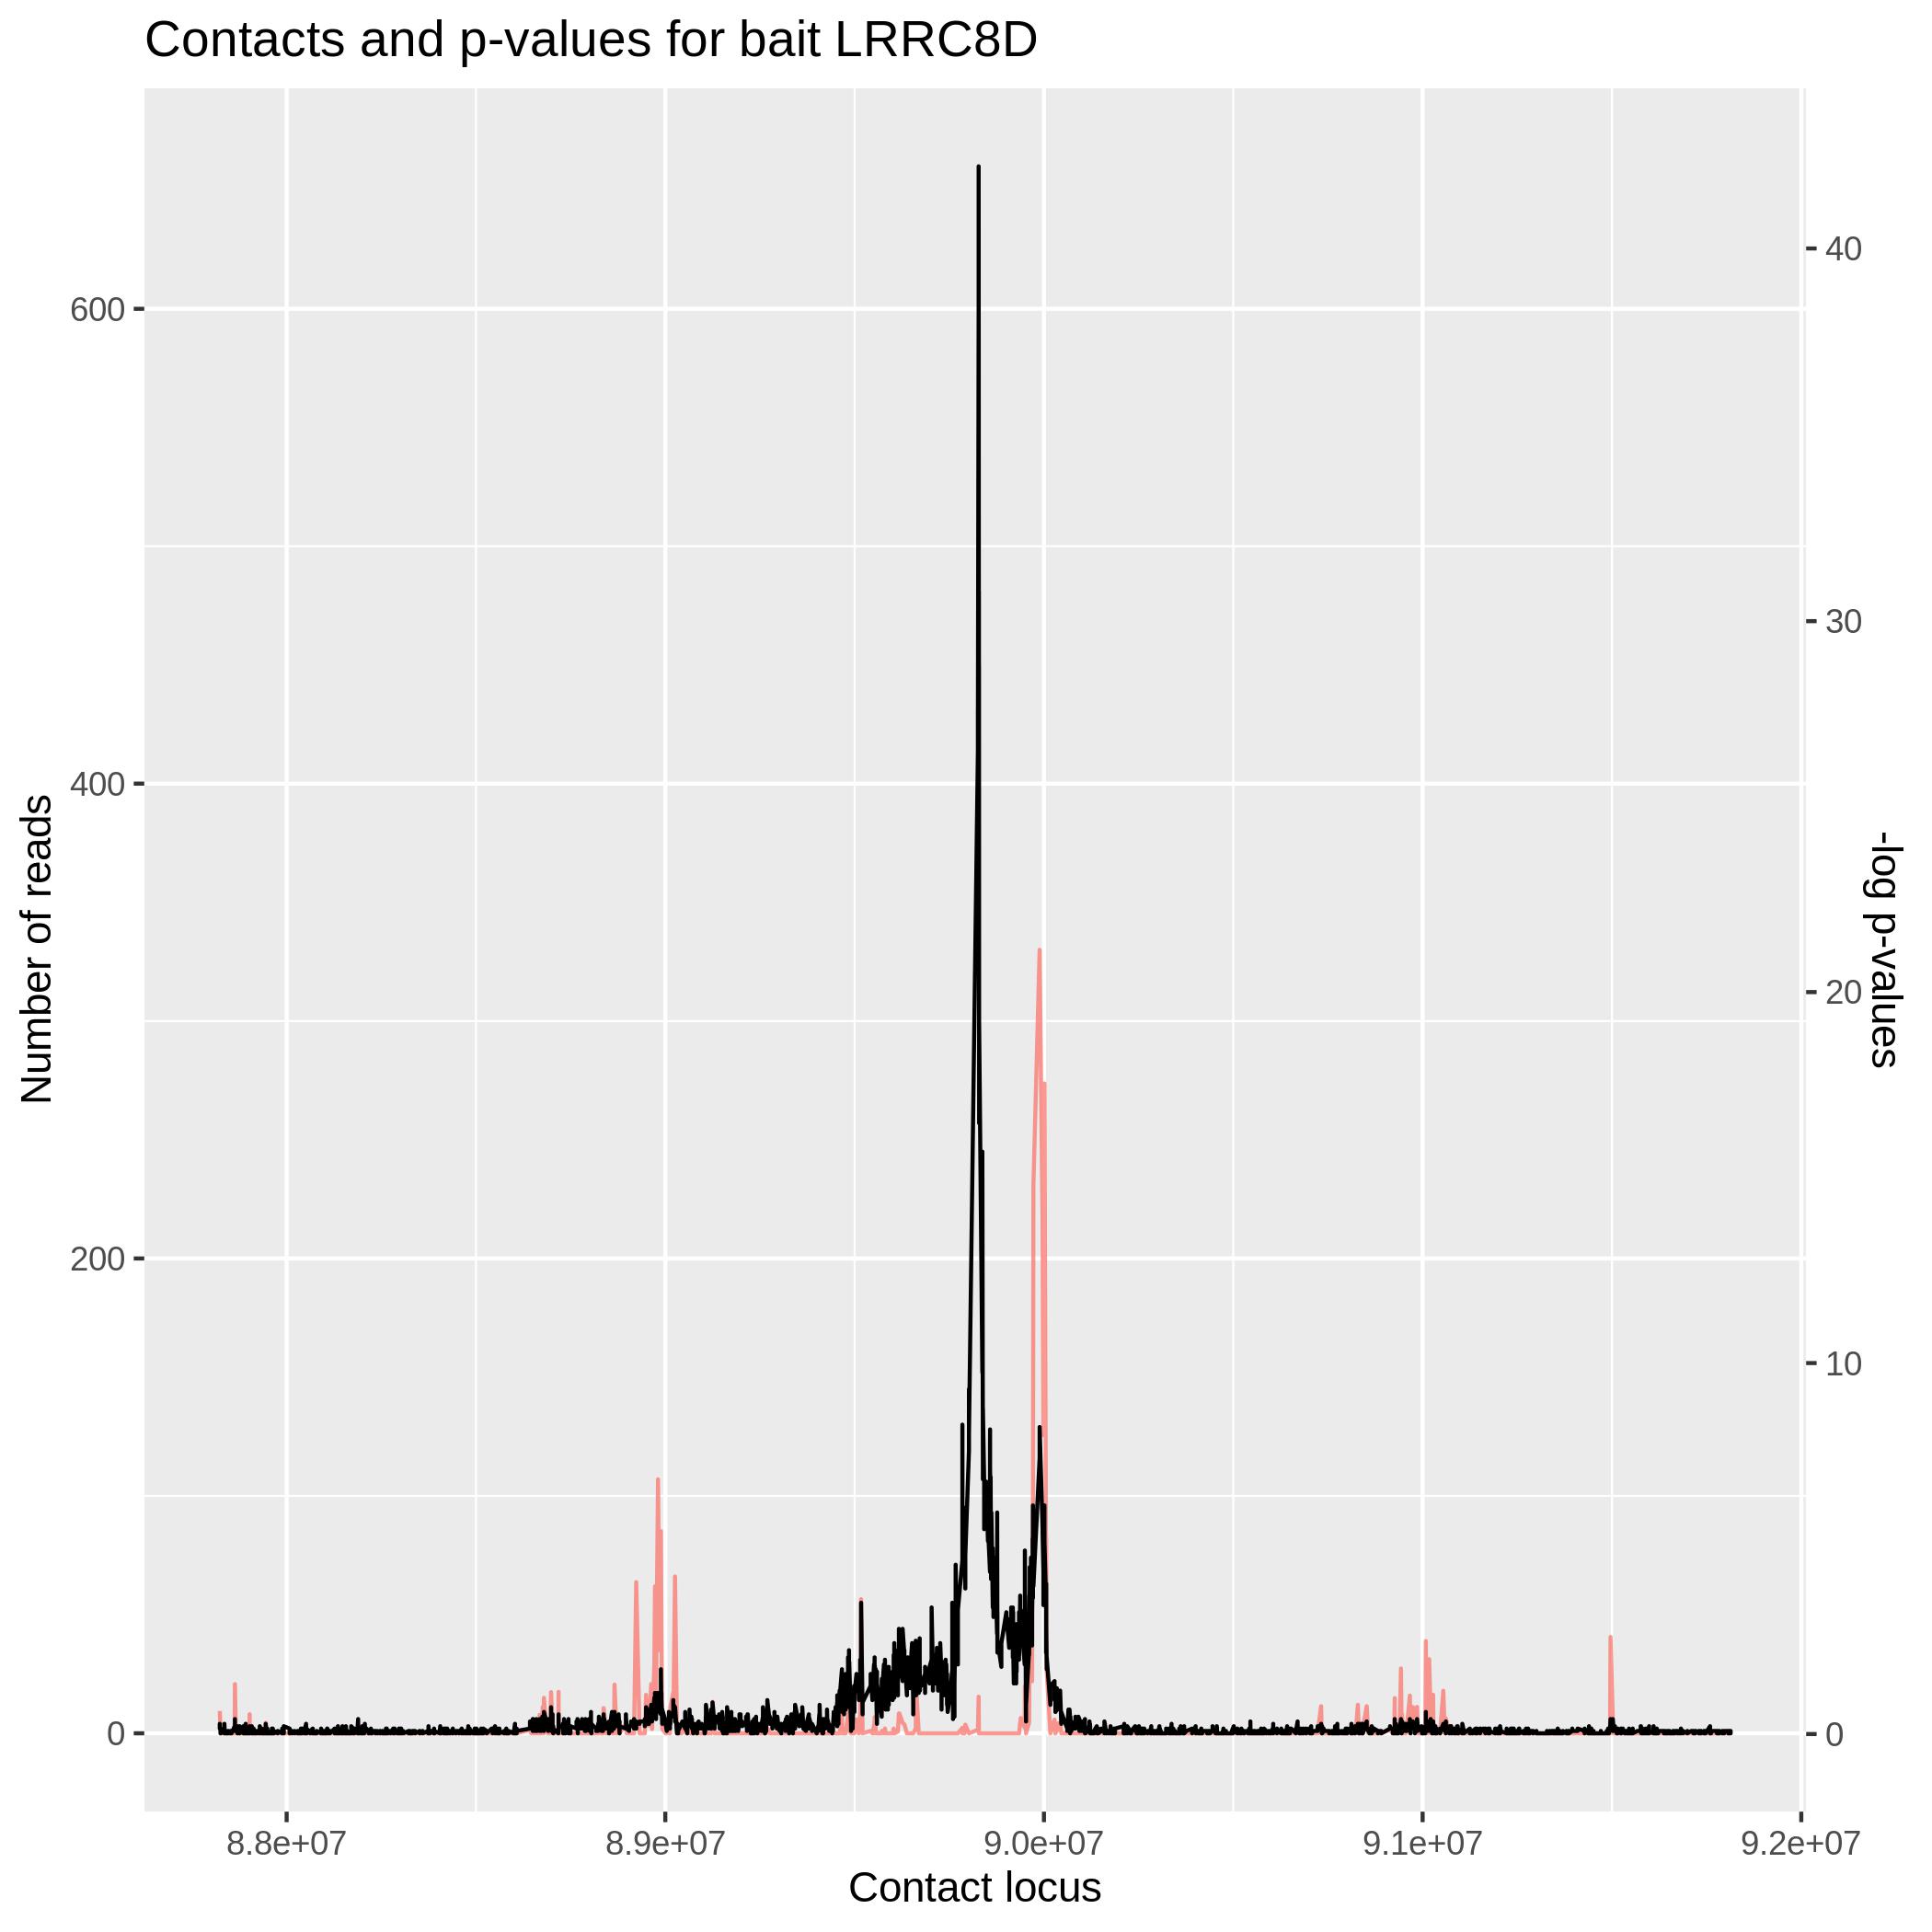 Contacts and p-values for bait LRRC8D
Number of reads
600
400
200
0
40
30
20
10
0
-log p-values
8.8e+07
8.9e+07
9.0e+07
9.1e+07
9.2e+07
Contact locus